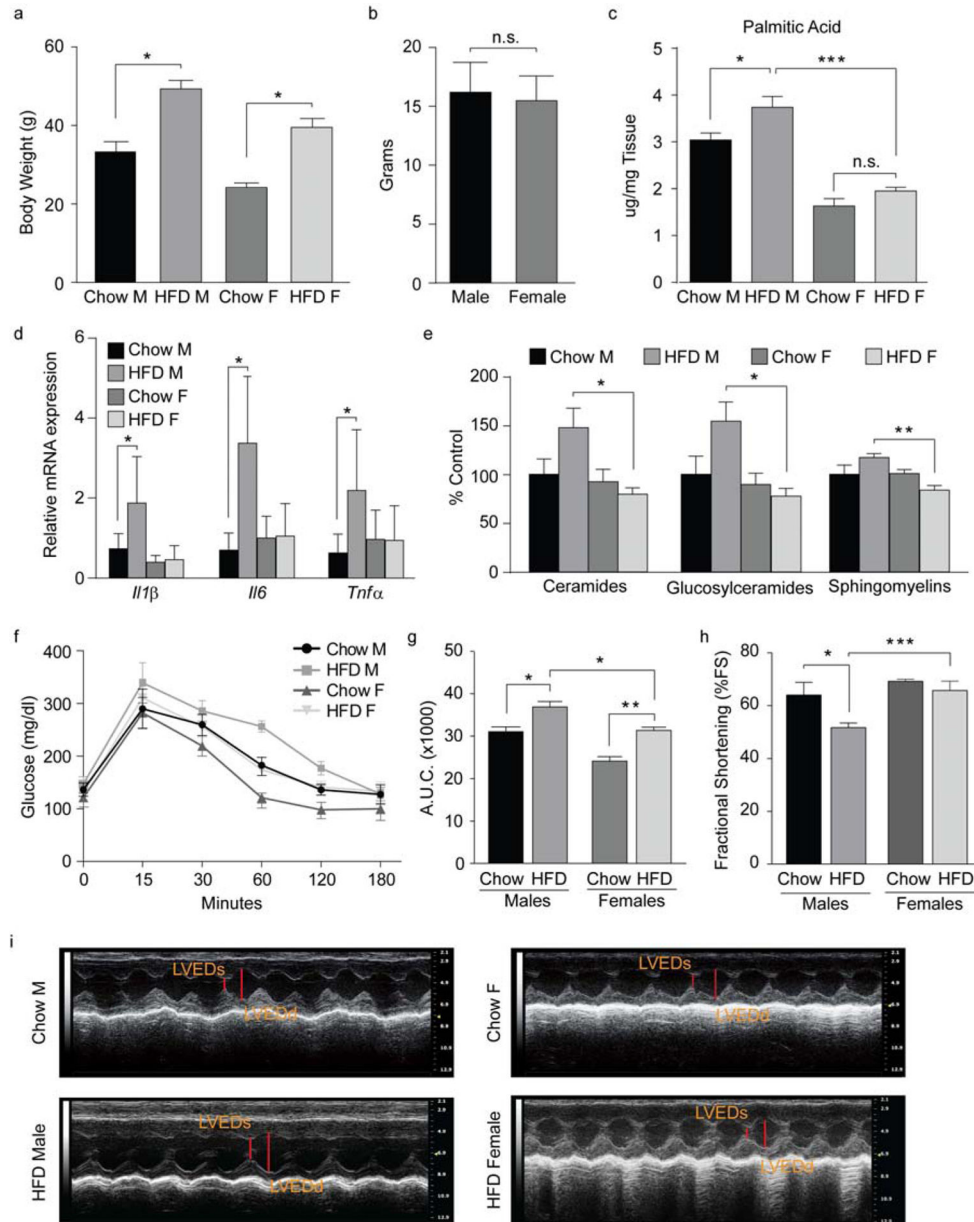 a
Body Weight (g)
60
40
20
0
*
*
Chow M HFD M Chow F HFD F
b
Grams
20
15
10
5
0
n.s.
Male Female
c
Palmitic Acid
ug/mg Tissue
5
4
3
2
1
0
* ***
n.s.
Chow M HFD M Chow F HFD F
d
Relative mRNA expression
6
4
2
0
Chow M
HFD M
Chow F
HFD F
*
*
*
Il1β Il6 Tnfα
e
Chow M HFD M Chow F HFD F
% Control
200
150
100
50
0
*
*
**
Ceramides Glucosylceramides Sphingomyelins
f
Glucose (mg/dl)
400
300
200
100
0
Chow M
HFD M
Chow F
HFD F
0 15 30 60 120 180
Minutes
g
A.U.C. (x1000)
50
40
30
20
10
0
*
*
**
Chow HFD Chow HFD
Males Females
h
Fractional Shortening (%FS)
80
60
40
20
0
*
***
Chow HFD Chow HFD
Males Females
i
Chow M
LVEDs
LVEDd
Chow F
LVEDs
LVEDd
HFD Male
LVEDs
LVEDd
HFD Female
LVEDs
LVEDd